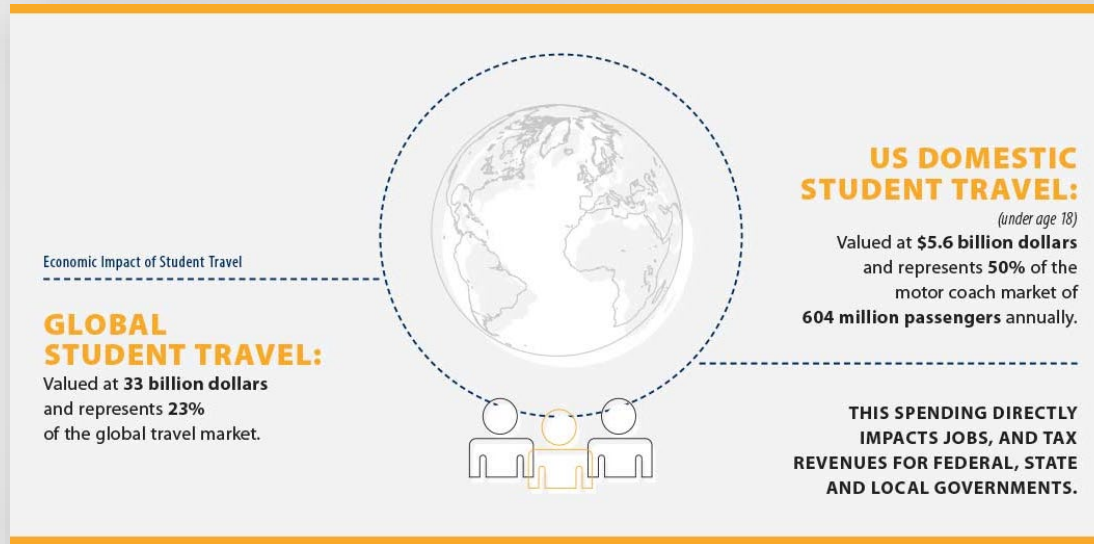 Economic Impact of Student Travel
GLOBAL
STUDENT TRAVEL:
Valued at 33 billion dollars
and represents 23%
of the global travel market.
US DOMESTIC
STUDENT TRAVEL:
(under age 18)
Valued at $5.6 billion dollars
and represents 50% of the
motor coach market of
604 million passengers annually.
THIS SPENDING DIRECTLY
IMPACTS JOBS, AND TAX
REVENUES FOR FEDERAL, STATE
AND LOCAL GOVERNMENTS.